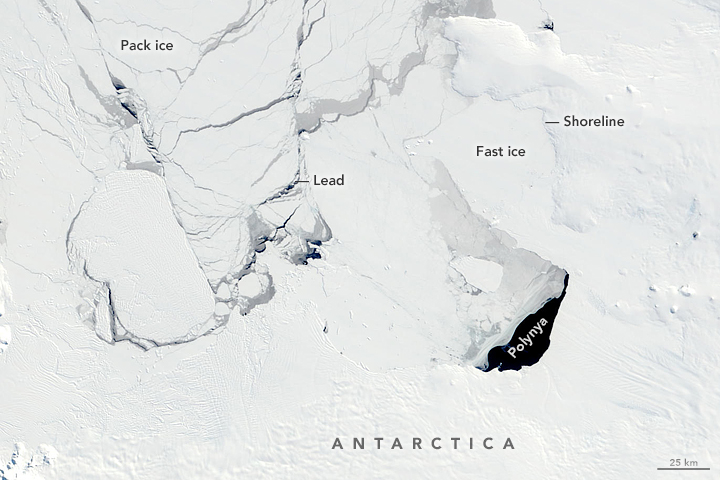 Pack ice
Shoreline
Fast ice
Lead
Polynya
ANTARCTICA
25 km